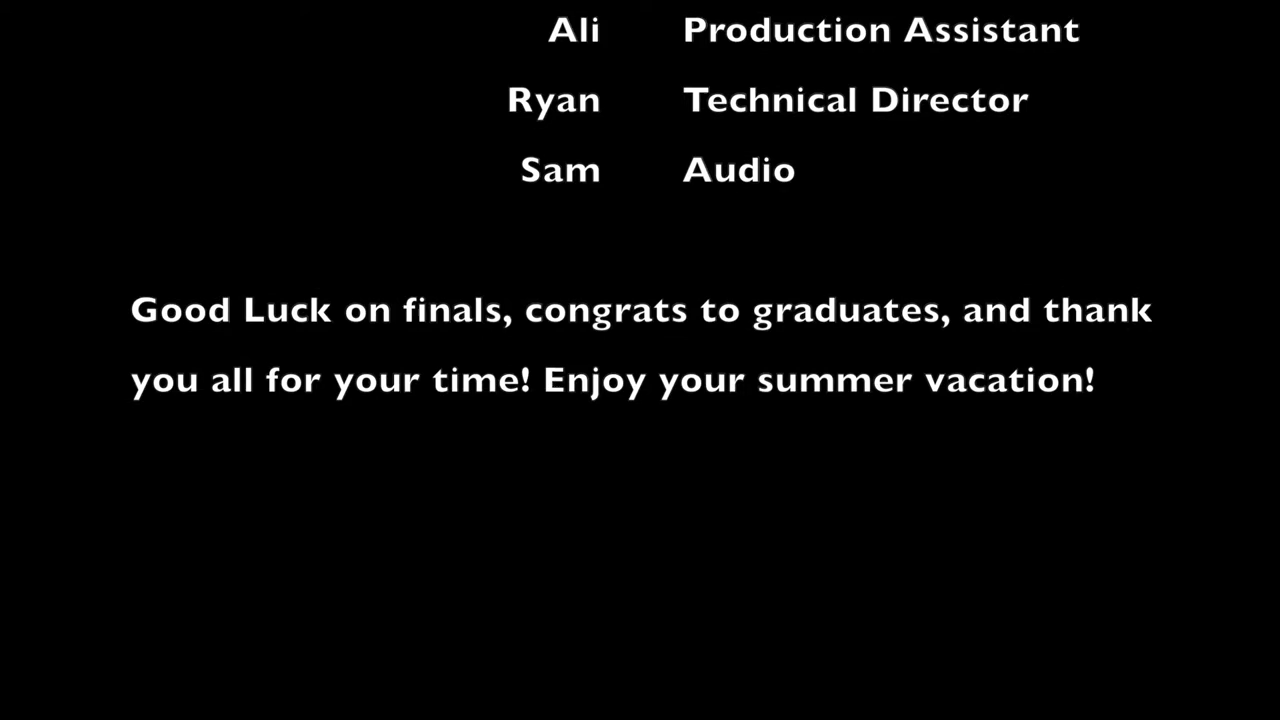 Ali Production Assistant
Ryan Technical Director
Sam Audio
Good Luck on finals, congrats to graduates, and thank
you all for your time! Enjoy your summer vacation!